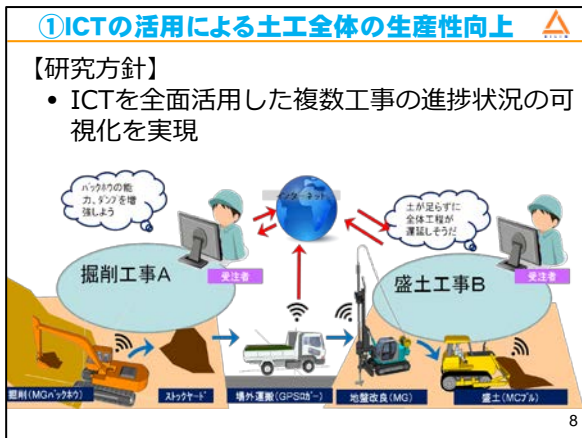 ①ICTの活用による土工全体の生産性向上
【研究方針】
• ICTを全面活用した複数工事の進捗状況の可
視化を実現
バックホウの能
力、ダンプを増
強しよう
インターネット
土が足らずに
全体工程が
遅延しそうだ
掘削工事A
受注者
盛土工事B
受注者
掘削(MGバックホウ)
ストックヤード
場外運搬(GPSロガー)
地盤改良(MG)
盛土(MCブル)
8